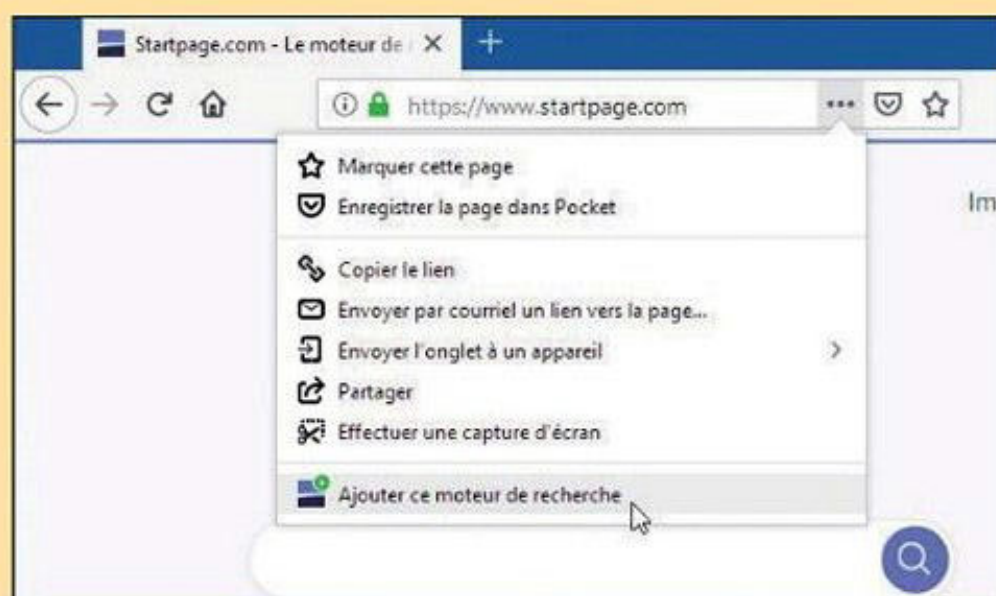 Startpage.com - Le moteur de
https://www.startpage.com
Marquer cette page
Enregistrer la page dans Pocket
Im
Copier le lien
Envoyer par courriel un lien vers la page...
Envoyer l'onglet à un appareil
Partager
Effectuer une capture d'écran
Ajouter ce moteur de recherche